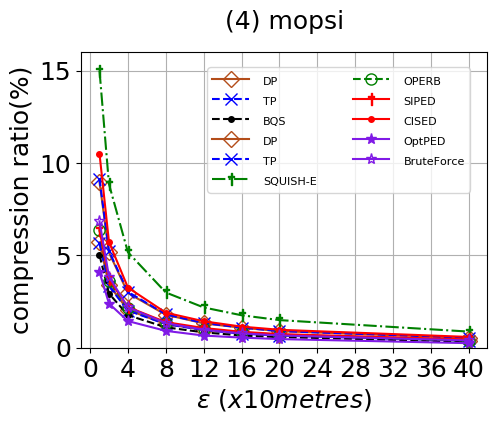 (4) mopsi
compression ratio(%)
15
10
5
0
DP
TP
BQS
DP
TP
SQUISH-E
OPERB
SIPED
CISED
OptPED
BruteForce
0 4 8 12 16 20 24 28 32 36 40
ε (x10metres)